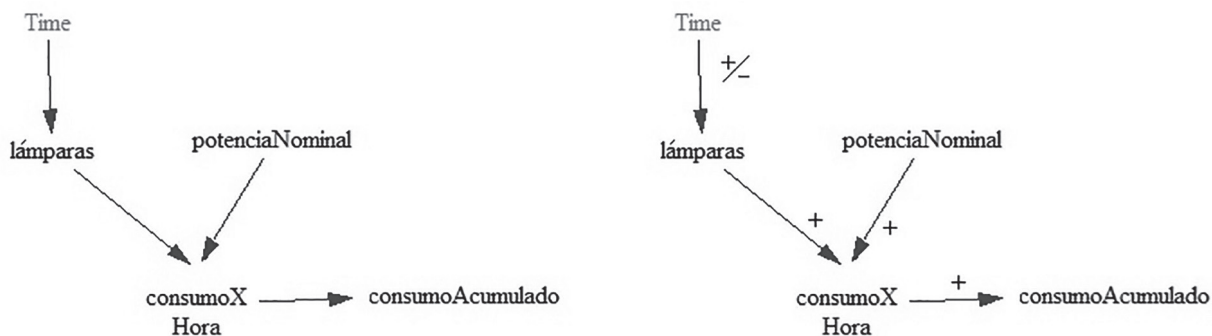 Time
lámparas
potenciaNominal
consumoX
Hora
consumoAcumulado
Time
+/-
lámparas
potenciaNominal
+
+
consumoX
Hora
+
consumoAcumulado